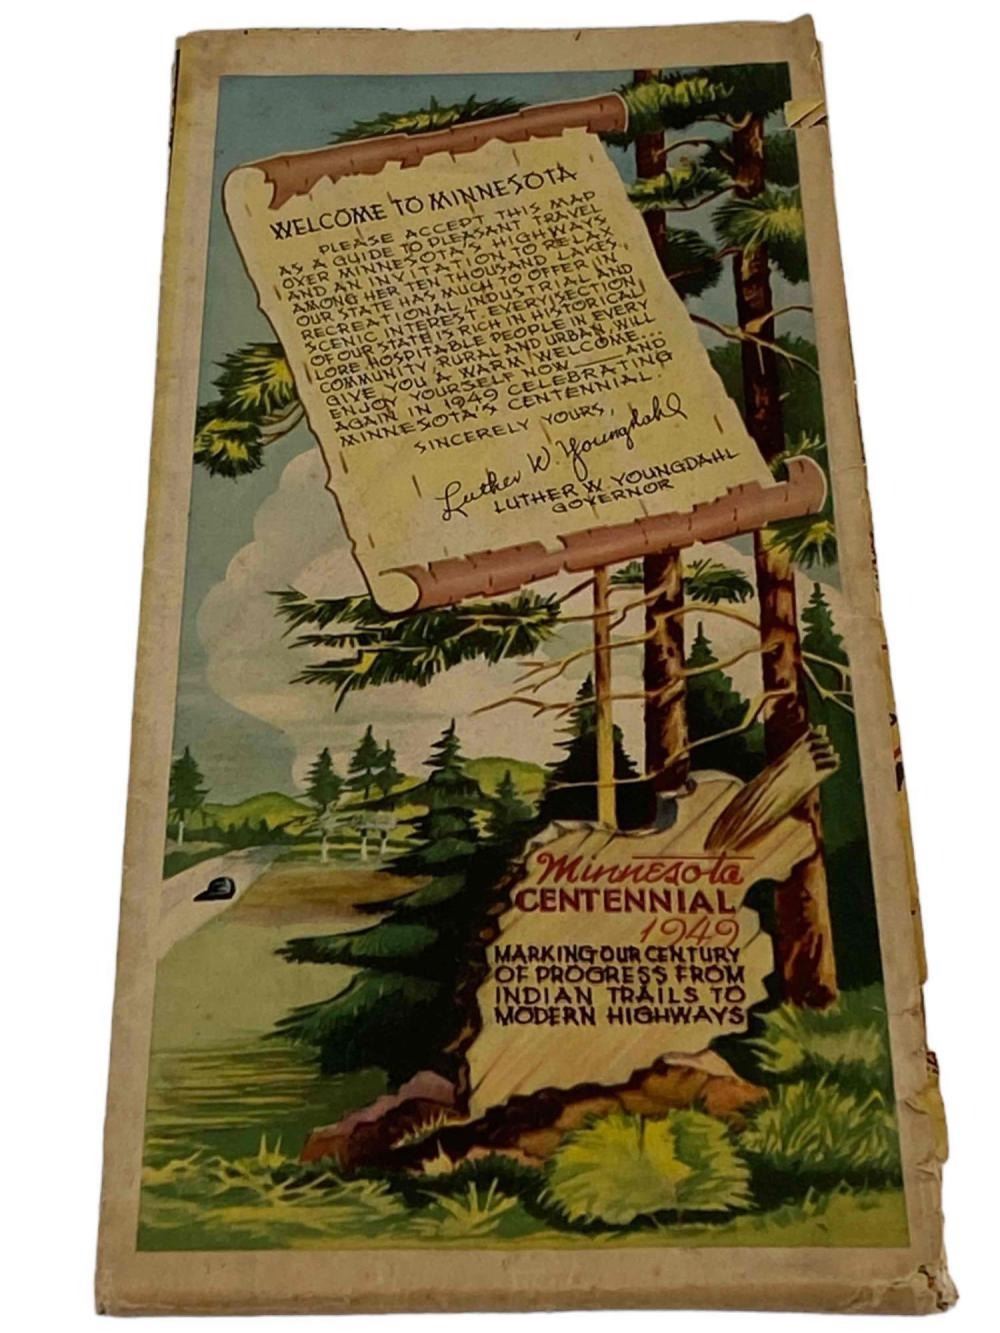 WELCOME TO MINNESOTA
PLEASE ACCEPT THIS MAP
AS A GUIDE TO PLEASANT TRAVEL
OVER MINNESOTA'S HIGHWAYS
AND AN INVITATION TO RELAX
AMONG HER TEN THOUSAND LAKES.
OUR STATE HAS MUCH TO OFFER IN
RECREATIONAL, INDUSTRIAL AND
SCENIC INTEREST. EVERY SECTION
OF OUR STATE IS RICH IN HISTORICAL
LORE. HOSPITABLE PEOPLE IN EVERY
COMMUNITY, RURAL AND URBAN, WILL
GIVE YOU A WARM WELCOME...
ENJOY YOURSELF NOW —— AND
AGAIN IN 1949 CELEBRATING
MINNESOTA'S CENTENNIAL.
SINCERELY YOURS,
Luther W. Youngdahl
LUTHER W. YOUNGDAHL
GOVERNOR
Minnesota
CENTENNIAL
1949
MARKING OUR CENTURY
OF PROGRESS FROM
INDIAN TRAILS TO
MODERN HIGHWAYS